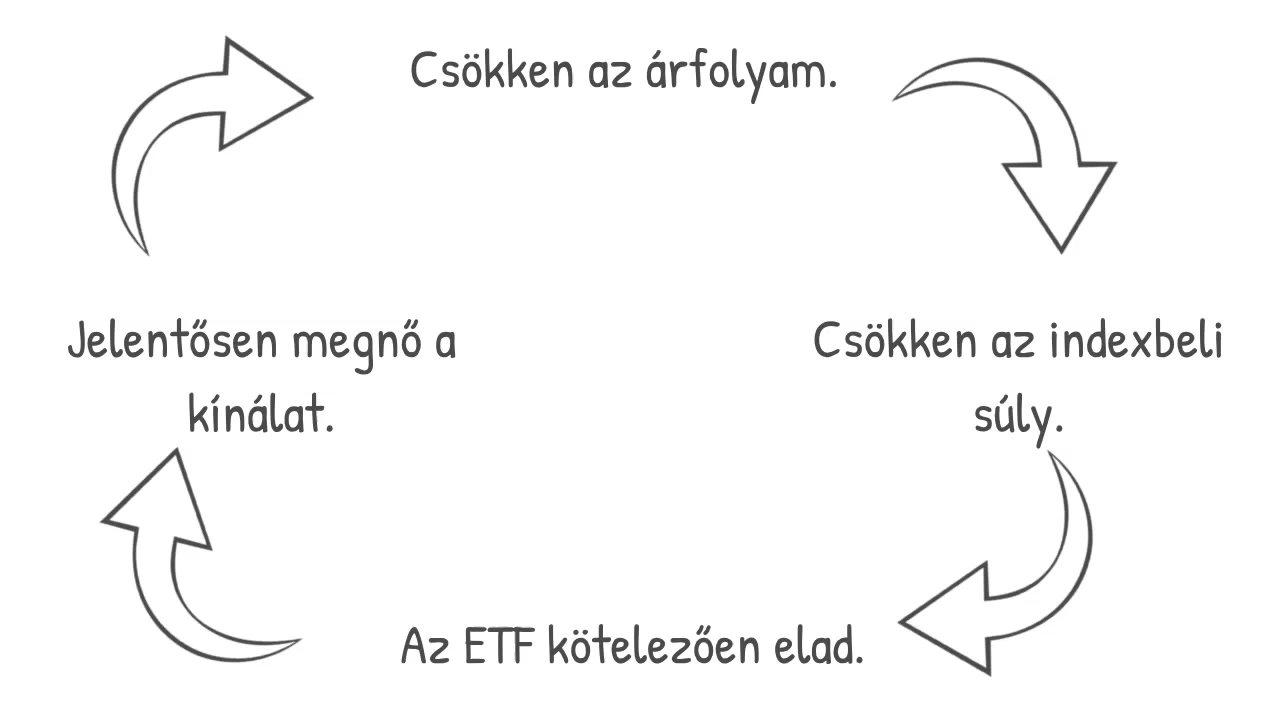 Csökken az árfolyam.
Jelentősen megnő a
kínálat.
Csökken az indexbeli
súly.
Az ETF kötelezően elad.